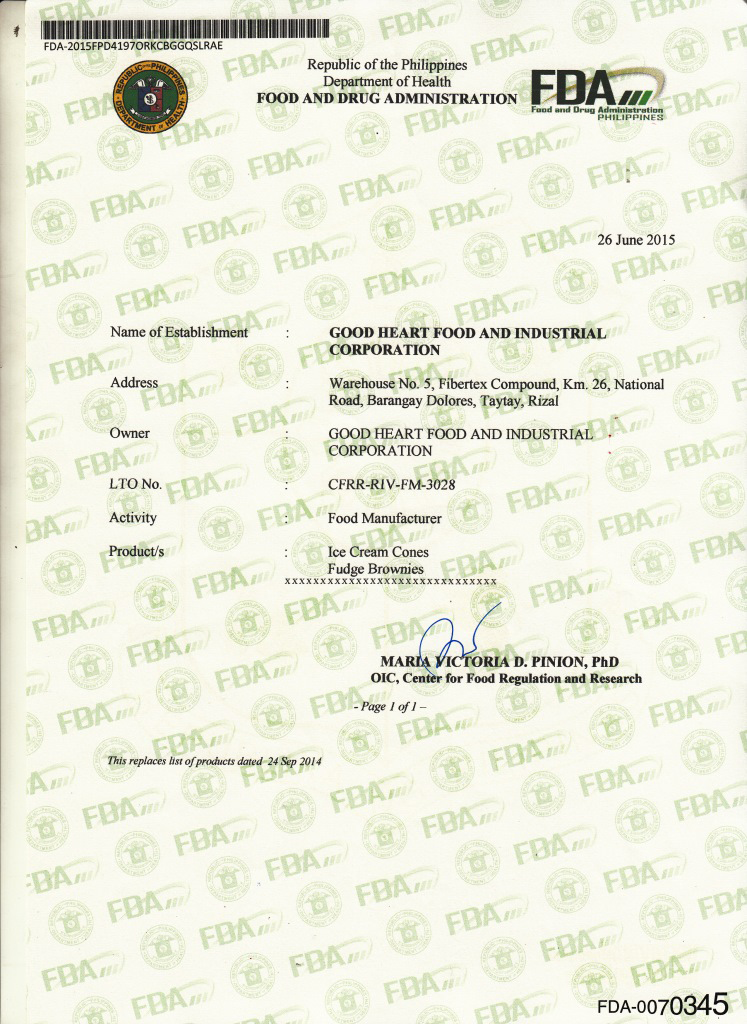 FDA-2015FPD4197ORKCBGGQSLRAE
Republic of the Philippines
Department of Health
FOOD AND DRUG ADMINISTRATION
REPUBLIC OF THE PHILIPPINES
DEPARTMENT OF HEALTH
FDA
Food and Drug Administration
PHILIPPINES
26 June 2015
Name of Establishment : GOOD HEART FOOD AND INDUSTRIAL
CORPORATION
Address : Warehouse No. 5, Fibertex Compound, Km. 26, National
Road, Barangay Dolores, Taytay, Rizal
Owner : GOOD HEART FOOD AND INDUSTRIAL
CORPORATION
LTO No. : CFRR-RIV-FM-3028
Activity : Food Manufacturer
Product/s : Ice Cream Cones
Fudge Brownies
xxxxxxxxxxxxxxxxxxxxxxxxxxxxxx
MARIA VICTORIA D. PINION, PhD
OIC, Center for Food Regulation and Research
- Page 1 of 1 –
This replaces list of products dated 24 Sep 2014
FDA-0070345